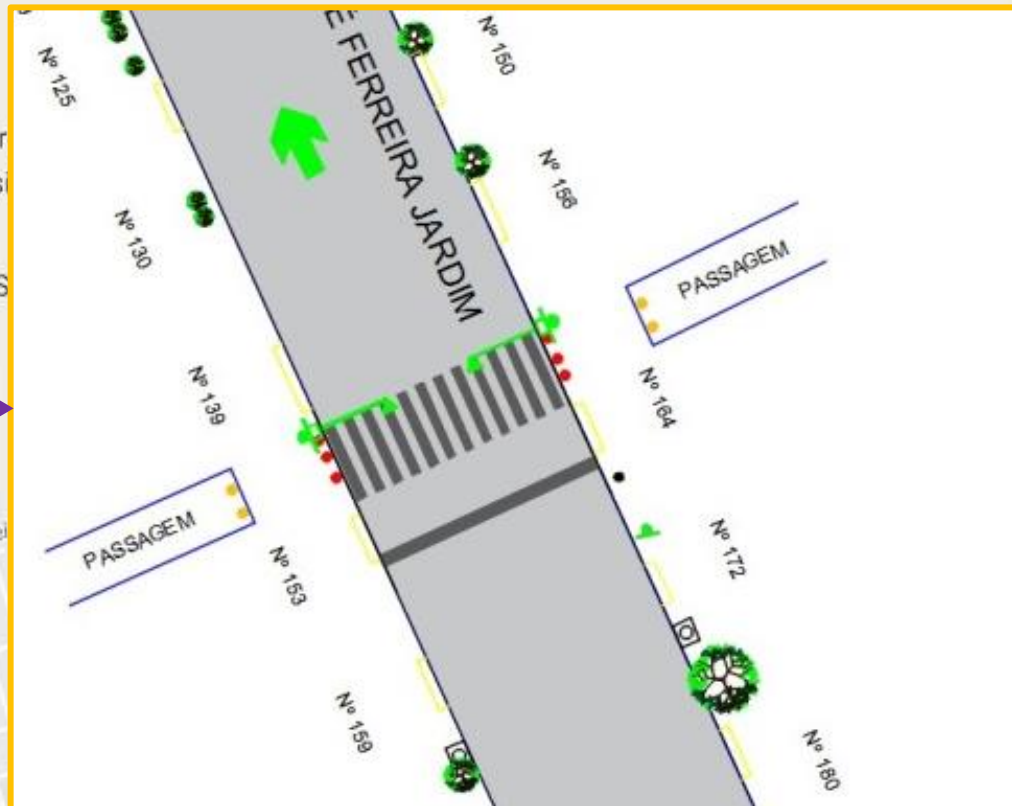 Nº 150
Nº 125
E FERREIRA JARDIM
Nº 158
Nº 130
PASSAGEM
Nº 139
Nº 164
PASSAGEM
Nº 153
Nº 172
Nº 159
Nº 180